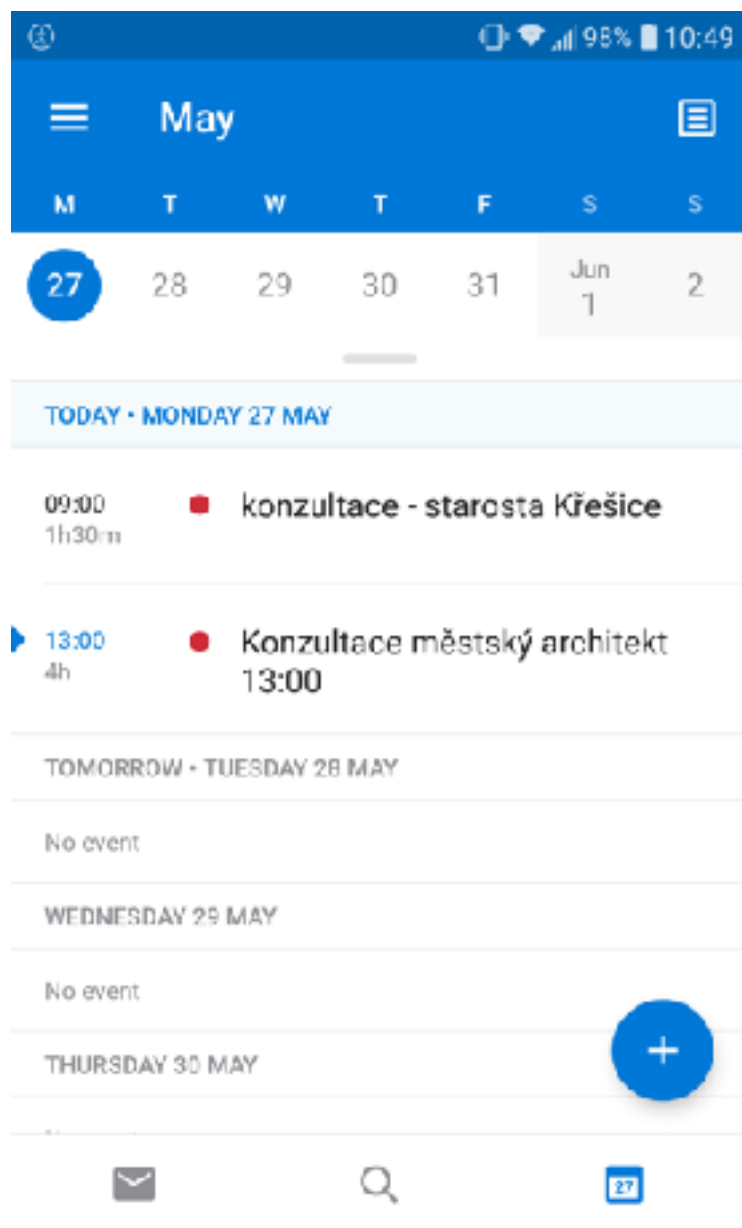 98% 10:49
May
M T W T F S S
27 28 29 30 31 Jun 1 2
TODAY • MONDAY 27 MAY
09:00 konzultace - starosta Křešice
1h30m
13:00 Konzultace městský architekt
4h 13:00
TOMORROW • TUESDAY 28 MAY
No event
WEDNESDAY 29 MAY
No event
THURSDAY 30 MAY
+
27